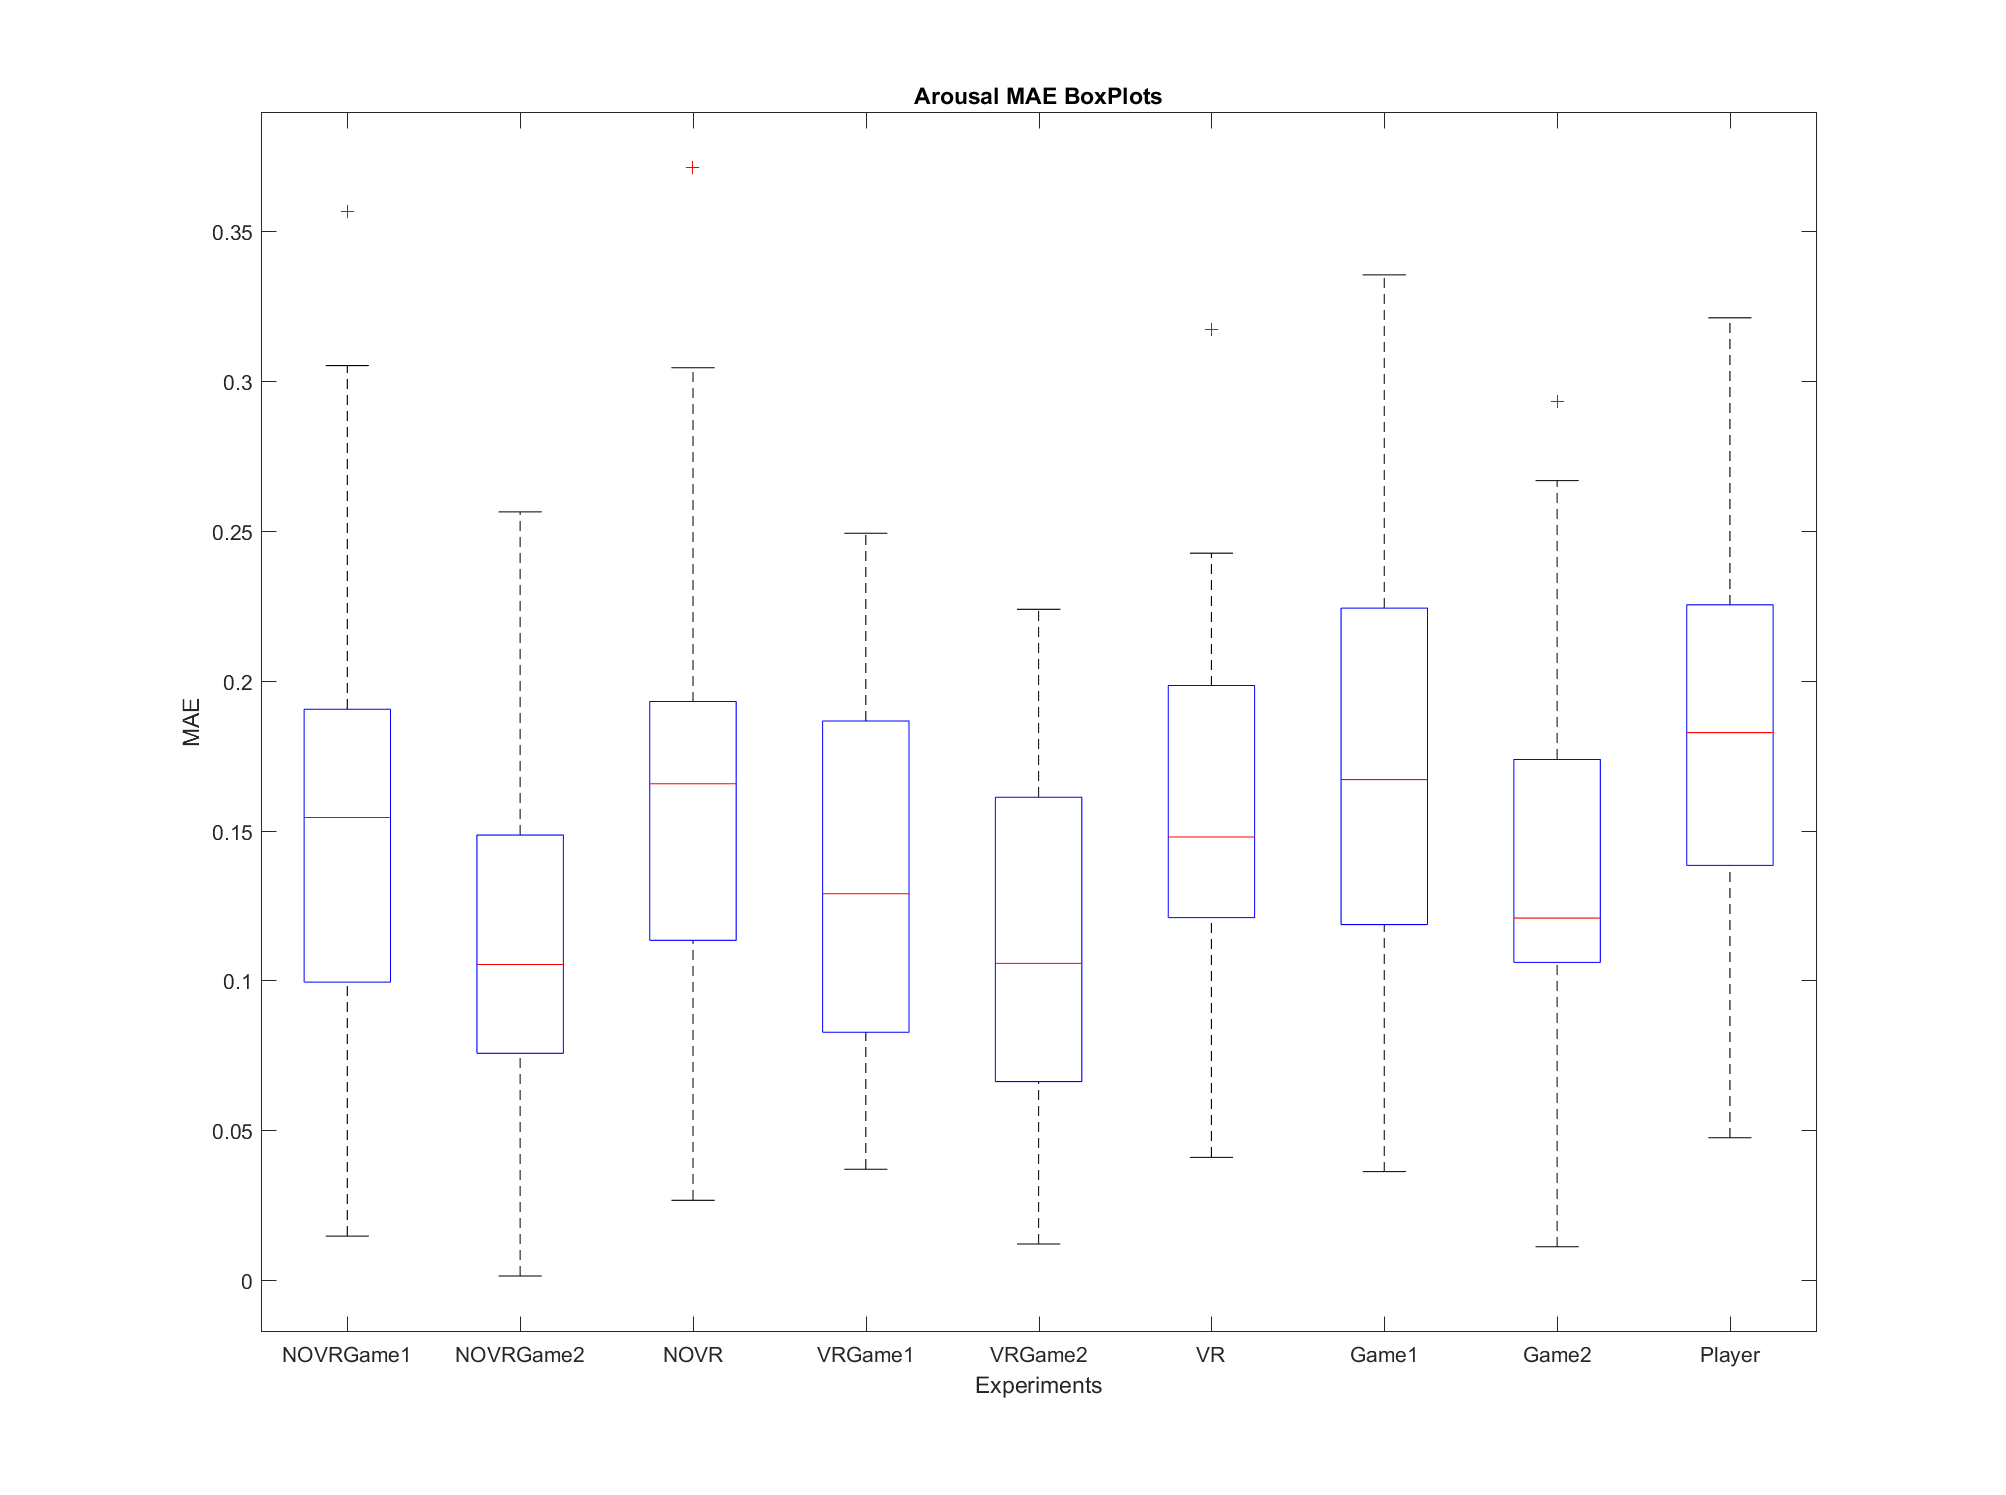 Arousal MAE BoxPlots
0.35
0.3
0.25
0.2
0.15
0.1
0.05
0
MAE
NOVRGame1 NOVRGame2 NOVR VRGame1 VRGame2 VR Game1 Game2 Player
Experiments